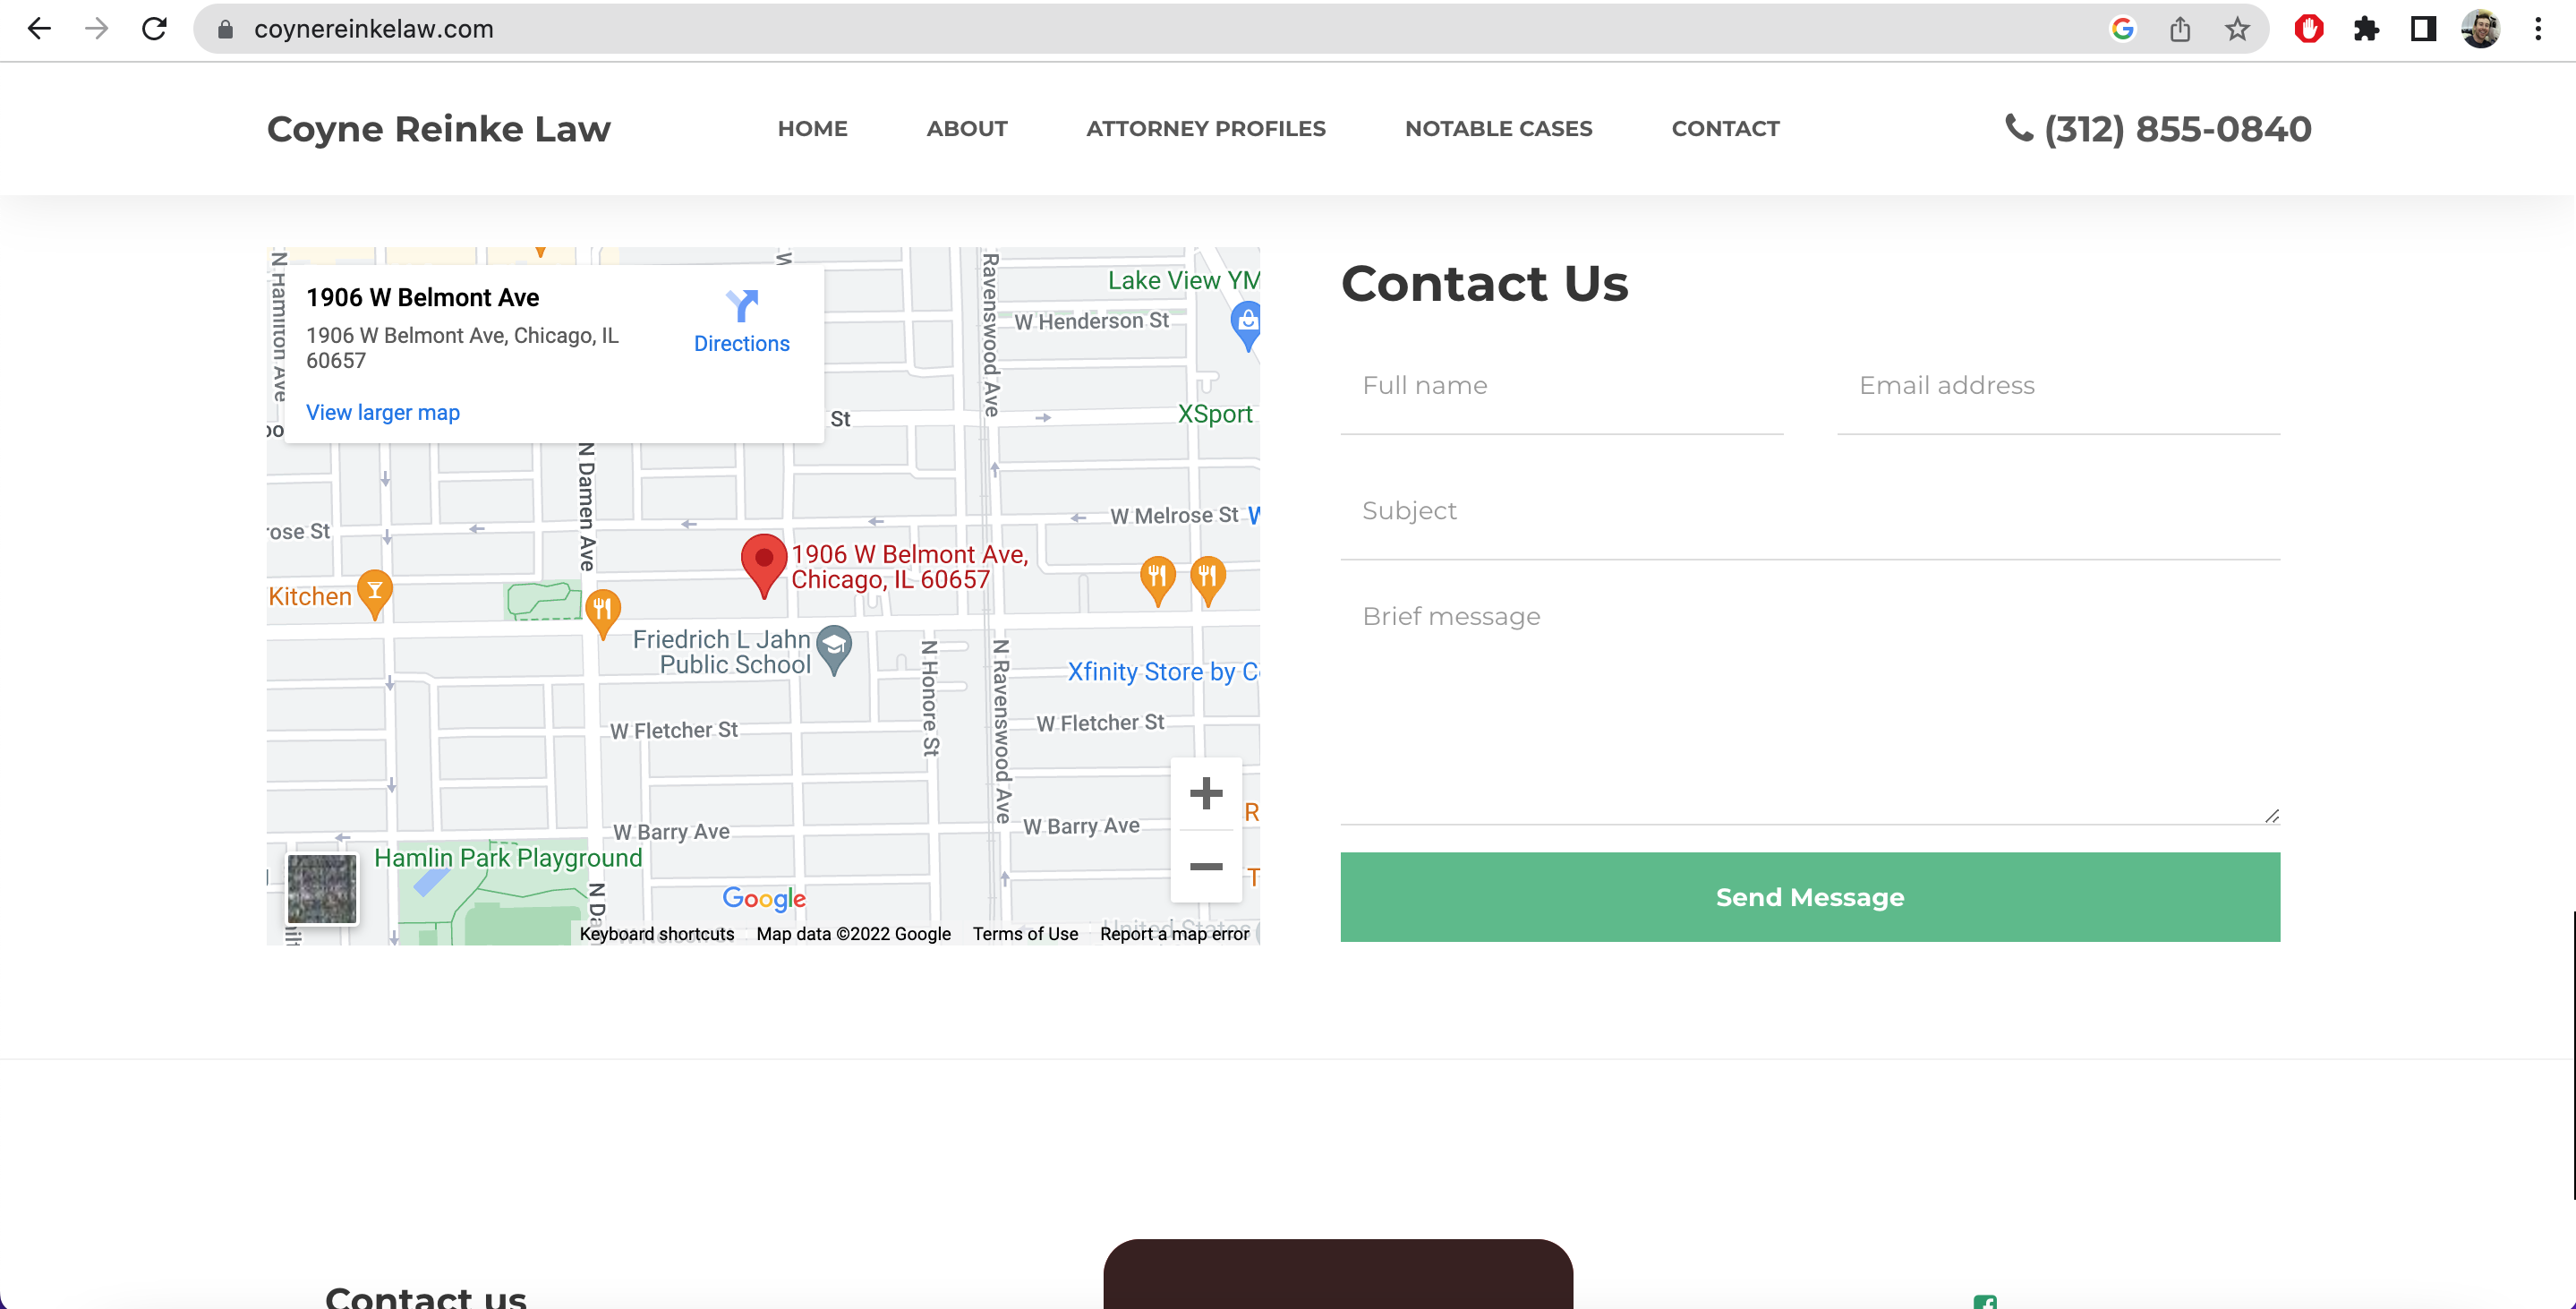 coynereinkelaw.com
Coyne Reinke Law
HOME
ABOUT
ATTORNEY PROFILES
NOTABLE CASES
CONTACT
(312) 855-0840
1906 W Belmont Ave
1906 W Belmont Ave, Chicago, IL
60657
Directions
View larger map
N Hamilton Ave
W
Ravenswood Ave
Lake View YM
W Henderson St
XSport
St
N Damen Ave
rose St
W Melrose St
W
1906 W Belmont Ave,
Chicago, IL 60657
Kitchen
Friedrich L Jahn
Public School
N Honore St
N Ravenswood Ave
Xfinity Store by C
W Fletcher St
W Fletcher St
W Barry Ave
W Barry Ave
R
Hamlin Park Playground
T
N Da
Google
United States
Keyboard shortcuts
Map data ©2022 Google
Terms of Use
Report a map error
Contact Us
Full name
Email address
Subject
Brief message
Send Message
Contact us